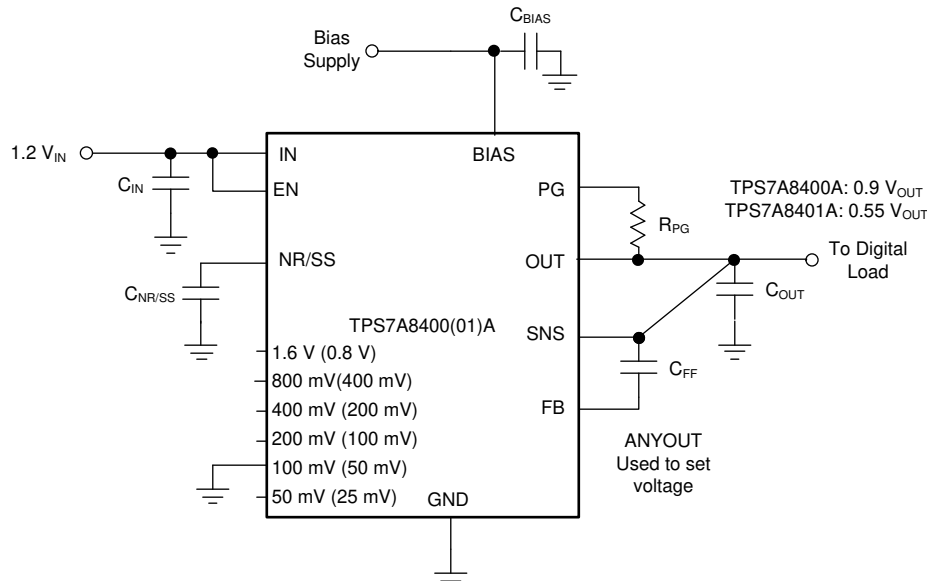 C_BIAS
Bias
Supply
1.2 V_IN
IN
BIAS
C_IN
EN
PG
TPS7A8400A: 0.9 V_OUT
TPS7A8401A: 0.55 V_OUT
R_PG
NR/SS
OUT
To Digital
Load
C_NR/SS
C_OUT
TPS7A8400(01)A
SNS
1.6 V (0.8 V)
C_FF
800 mV(400 mV)
400 mV (200 mV)
FB
200 mV (100 mV)
ANYOUT
Used to set
voltage
100 mV (50 mV)
50 mV (25 mV)
GND